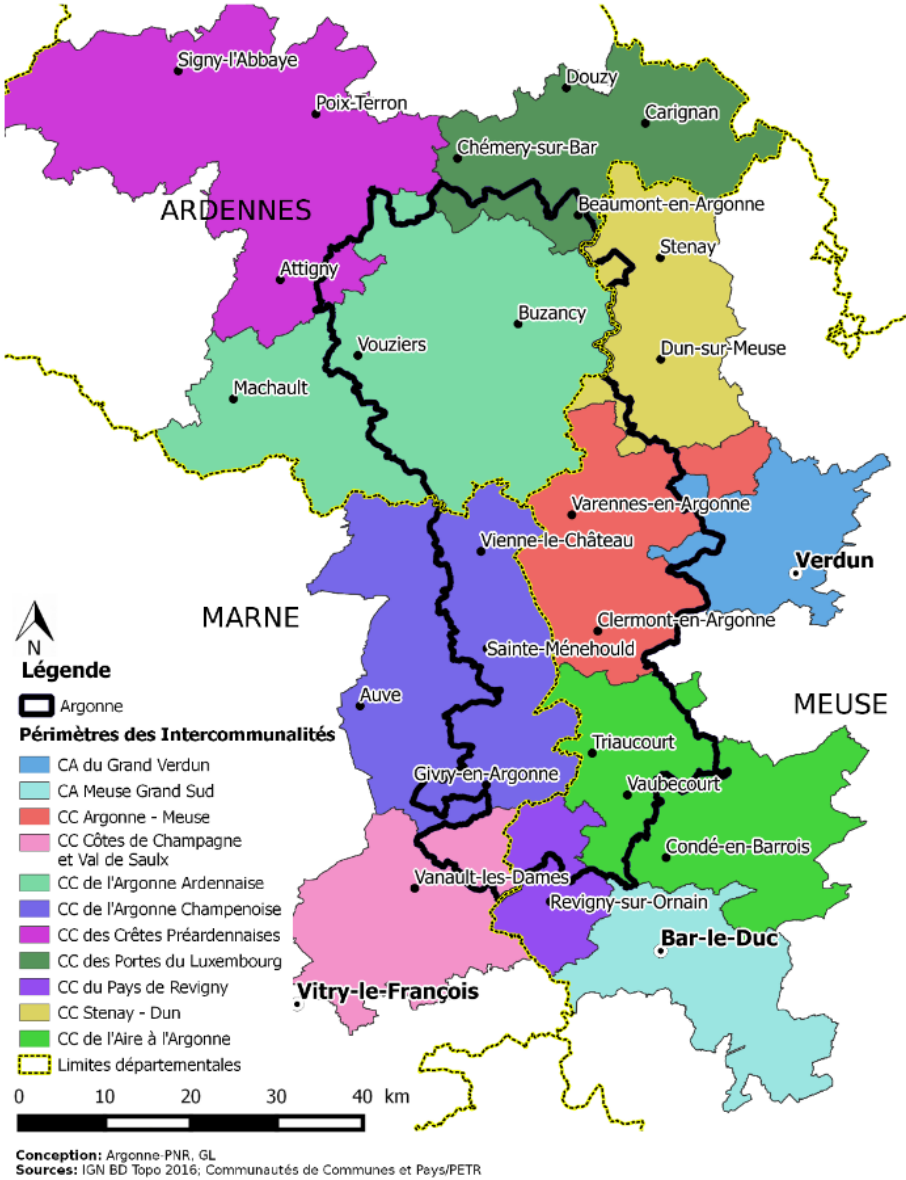 Signy-l'Abbaye
Douzy
Poix-Terron
Carignan
Chémery-sur-Bar
ARDENNES
Beaumont-en-Argonne
Stenay
Attigny
Buzancy
Vouziers
Dun-sur-Meuse
Machault
Varennes-en-Argonne
Vienne-le-Château
Verdun
MARNE
Clermont-en-Argonne
Sainte-Ménehould
Auve
MEUSE
Triaucourt
Givry-en-Argonne
Vaubecourt
Condé-en-Barrois
Vanault-les-Dames
Revigny-sur-Ornain
Bar-le-Duc
Vitry-le-François
N
Légende
Argonne
Périmètres des Intercommunalités
CA du Grand Verdun
CA Meuse Grand Sud
CC Argonne - Meuse
CC Côtes de Champagne
et Val de Saulx
CC de l'Argonne Ardennaise
CC de l'Argonne Champenoise
CC des Crêtes Préardennaises
CC des Portes du Luxembourg
CC du Pays de Revigny
CC Stenay - Dun
CC de l'Aire à l'Argonne
Limites départementales
0 10 20 30 40 km
Conception: Argonne-PNR, GL
Sources: IGN BD Topo 2016; Communautés de Communes et Pays/PETR